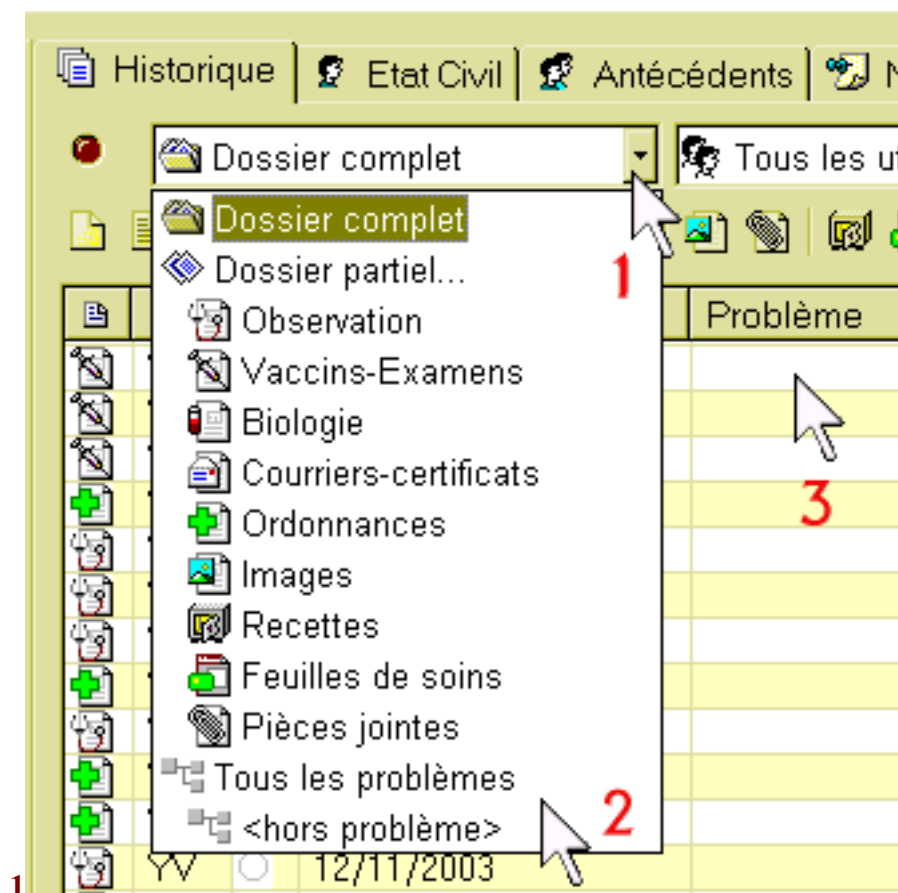 Historique Etat Civil Antécédents
Dossier complet Tous les
Dossier complet
Dossier partiel...
1
Observation
Problème
Vaccins-Examens
Biologie
Courriers-certificats
3
Ordonnances
Images
Recettes
Feuilles de soins
Pièces jointes
Tous les problèmes
2
<hors problème>
1 YV 12/11/2003